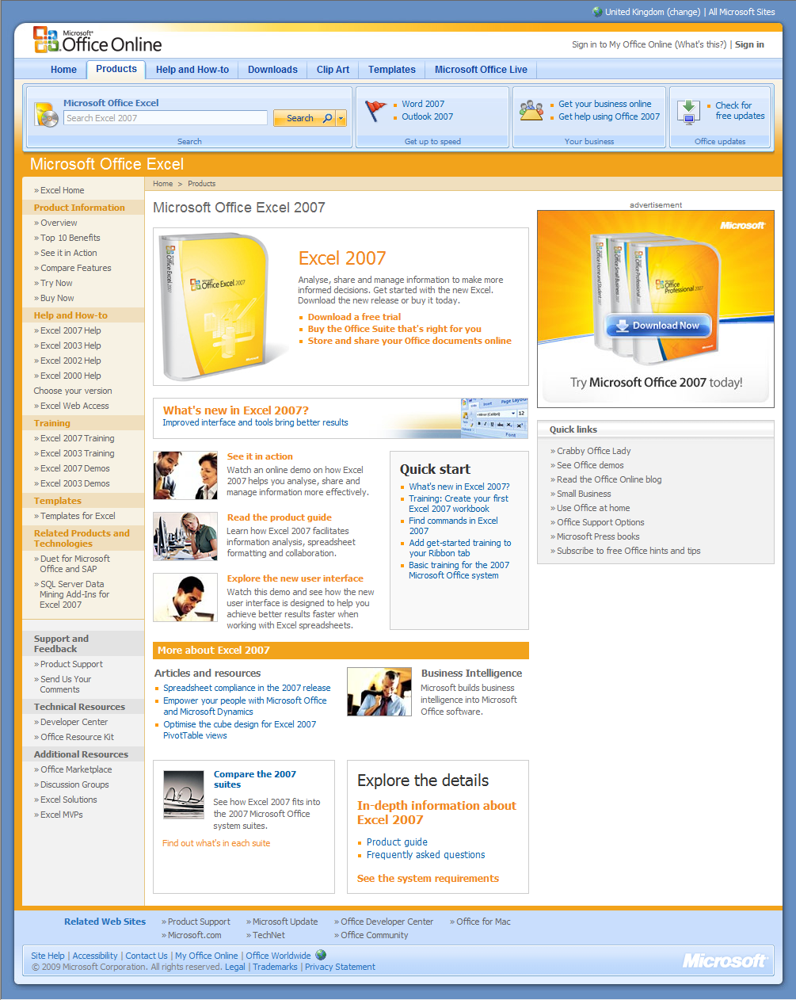 United Kingdom (change) | All Microsoft Sites
Microsoft®
Office Online
Sign in to My Office Online (What's this?) | Sign in
Home
Products
Help and How-to
Downloads
Clip Art
Templates
Microsoft Office Live
Microsoft Office Excel
Search Excel 2007
Search
Search
Word 2007
Outlook 2007
Get up to speed
Get your business online
Get help using Office 2007
Your business
Check for
free updates
Office updates
Microsoft Office Excel
» Excel Home
Product Information
» Overview
» Top 10 Benefits
» See it in Action
» Compare Features
» Try Now
» Buy Now
Help and How-to
» Excel 2007 Help
» Excel 2003 Help
» Excel 2002 Help
» Excel 2000 Help
Choose your version
» Excel Web Access
Training
» Excel 2007 Training
» Excel 2003 Training
» Excel 2007 Demos
» Excel 2003 Demos
Templates
» Templates for Excel
Related Products and
Technologies
» Duet for Microsoft
Office and SAP
» SQL Server Data
Mining Add-Ins for
Excel 2007
Support and
Feedback
» Product Support
» Send Us Your
Comments
Technical Resources
» Developer Center
» Office Resource Kit
Additional Resources
» Office Marketplace
» Discussion Groups
» Excel Solutions
» Excel MVPs
Home > Products
Microsoft Office Excel 2007
Office Excel 2007
Excel 2007
Analyse, share and manage information to make more
informed decisions. Get started with the new Excel.
Download the new release or buy it today.
Download a free trial
Buy the Office Suite that's right for you
Store and share your Office documents online
What's new in Excel 2007?
Improved interface and tools bring better results
Insert
Page Layout
Font
See it in action
Watch an online demo on how Excel
2007 helps you analyse, share and
manage information more effectively.
Read the product guide
Learn how Excel 2007 facilitates
information analysis, spreadsheet
formatting and collaboration.
Explore the new user interface
Watch this demo and see how the new
user interface is designed to help you
achieve better results faster when
working with Excel spreadsheets.
Quick start
What's new in Excel 2007?
Training: Create your first
Excel 2007 workbook
Find commands in Excel
2007
Add get-started training to
your Ribbon tab
Basic training for the 2007
Microsoft Office system
More about Excel 2007
Articles and resources
Spreadsheet compliance in the 2007 release
Empower your people with Microsoft Office
and Microsoft Dynamics
Optimise the cube design for Excel 2007
PivotTable views
Business Intelligence
Microsoft builds business
intelligence into Microsoft
Office software.
Compare the 2007
suites
See how Excel 2007 fits into
the 2007 Microsoft Office
system suites.
Find out what's in each suite
Explore the details
In-depth information about
Excel 2007
Product guide
Frequently asked questions
See the system requirements
advertisement
Microsoft
Office Home and Student 2007
Office Small Business 2007
Office Professional 2007
Office Professional 2007
Download Now
Try Microsoft Office 2007 today!
Quick links
» Crabby Office Lady
» See Office demos
» Read the Office Online blog
» Small Business
» Use Office at home
» Office Support Options
» Microsoft Press books
» Subscribe to free Office hints and tips
Related Web Sites
» Product Support
» Microsoft Update
» Office Developer Center
» Office for Mac
» Microsoft.com
» TechNet
» Office Community
Site Help | Accessibility | Contact Us | My Office Online | Office Worldwide
© 2009 Microsoft Corporation. All rights reserved. Legal | Trademarks | Privacy Statement
Microsoft